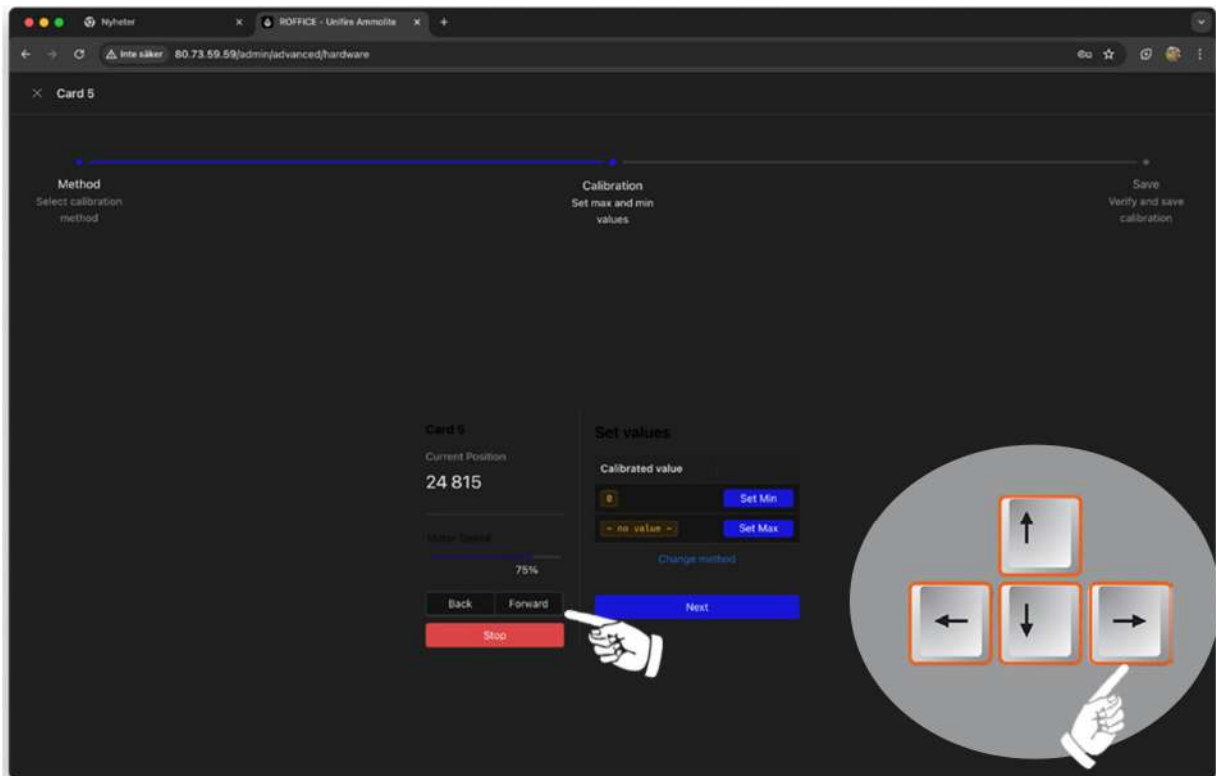 Nyheter
ROFFICE - Unifire Ammolite
Inte säker 80.73.59.59/admin/advanced/hardware
Card 5
Method
Select calibration
method
Calibration
Set max and min
values
Save
Verify and save
calibration
Card 5
Current Position
24 815
75%
Back Forward
Stop
Set values
Calibrated value
0 Set Min
- no value - Set Max
Change method
Next